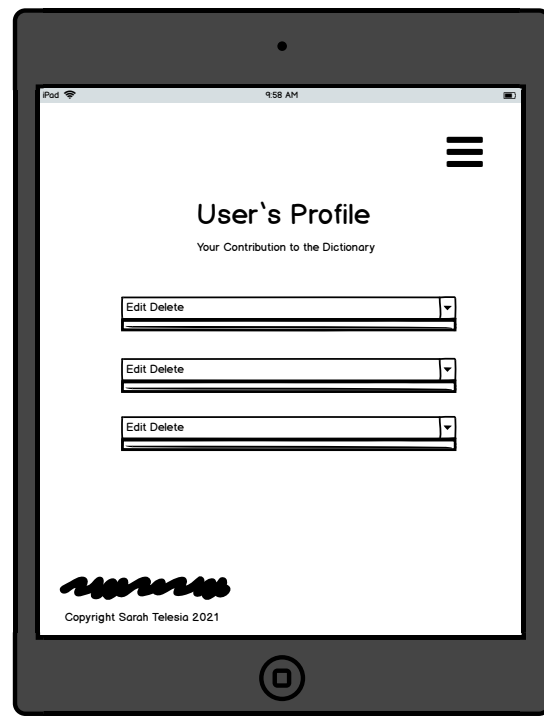 iPad 9:58 AM
User`s Profile
Your Contribution to the Dictionary
Edit Delete
Edit Delete
Edit Delete
Copyright Sarah Telesia 2021